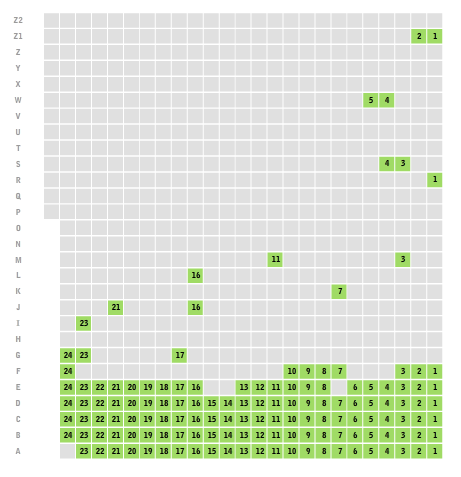 Z2
Z1 2 1
Z
Y
X
W 5 4
V
U
T
S 4 3
R 1
Q
P
O
N
M 11 3
L 16
K 7
J 21 16
I 23
H
G 24 23 17
F 24 10 9 8 7 3 2 1
E 24 23 22 21 20 19 18 17 16 13 12 11 10 9 8 6 5 4 3 2 1
D 24 23 22 21 20 19 18 17 16 15 14 13 12 11 10 9 8 7 6 5 4 3 2 1
C 24 23 22 21 20 19 18 17 16 15 14 13 12 11 10 9 8 7 6 5 4 3 2 1
B 24 23 22 21 20 19 18 17 16 15 14 13 12 11 10 9 8 7 6 5 4 3 2 1
A 23 22 21 20 19 18 17 16 15 14 13 12 11 10 9 8 7 6 5 4 3 2 1